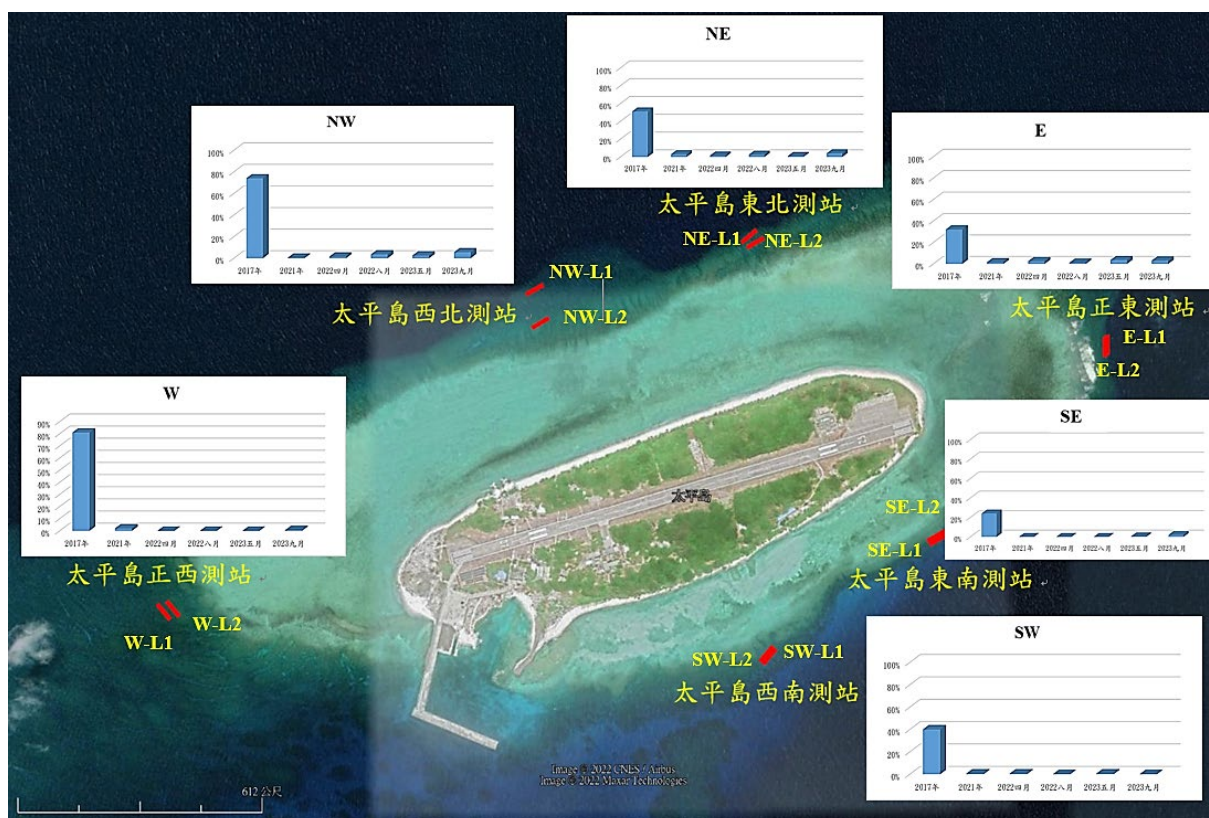 NE
100%
80%
60%
40%
20%
0%
2017年 2021年 2022四月 2022八月 2023五月 2023九月
太平島東北測站
NE-L1
NE-L2
NW
100%
80%
60%
40%
20%
0%
2017年 2021年 2022四月 2022八月 2023五月 2023九月
太平島西北測站
NW-L1
NW-L2
E
100%
80%
60%
40%
20%
0%
2017年 2021年 2022四月 2022八月 2023五月 2023九月
太平島正東測站
E-L1
E-L2
W
90%
80%
70%
60%
50%
40%
30%
20%
10%
0%
2017年 2021年 2022四月 2022八月 2023五月 2023九月
太平島正西測站
W-L1
W-L2
太平島
SE
100%
80%
60%
40%
20%
0%
2017年 2021年 2022四月 2022八月 2023五月 2023九月
SE-L2
SE-L1
太平島東南測站
SW
100%
80%
60%
40%
20%
0%
2017年 2021年 2022四月 2022八月 2023五月 2023九月
SW-L2
SW-L1
太平島西南測站
Image © 2022 CNES / Airbus
Image © 2022 Maxar Technologies
612 公尺